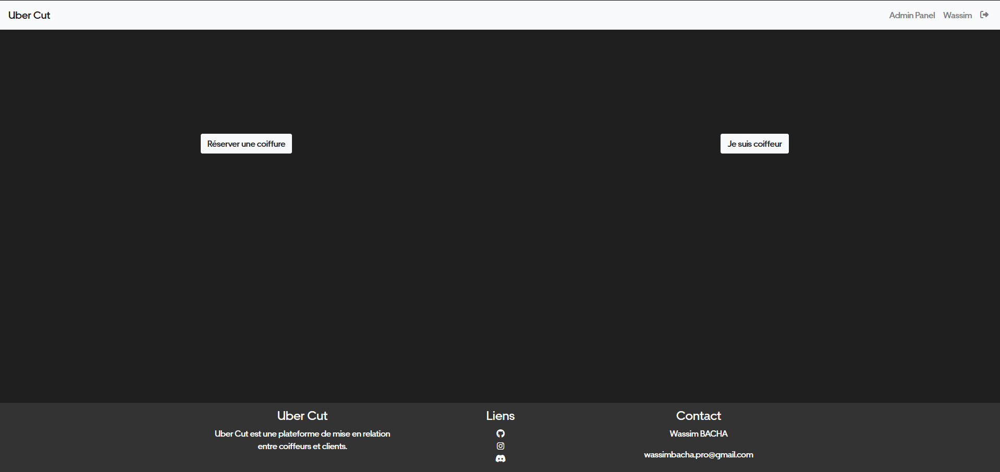 Uber Cut
Admin Panel Wassim
Réserver une coiffure
Je suis coiffeur
Uber Cut
Uber Cut est une plateforme de mise en relation
entre coiffeurs et clients.
Liens
Contact
Wassim BACHA
wassimbacha.pro@gmail.com